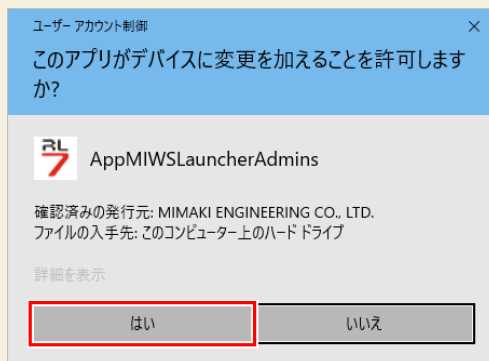 ユーザー アカウント制御
このアプリがデバイスに変更を加えることを許可します
か?
RL
7
AppMIWSLauncherAdmins
確認済みの発行元: MIMAKI ENGINEERING CO., LTD.
ファイルの入手先: このコンピューター上のハード ドライブ
詳細を表示
はい
いいえ